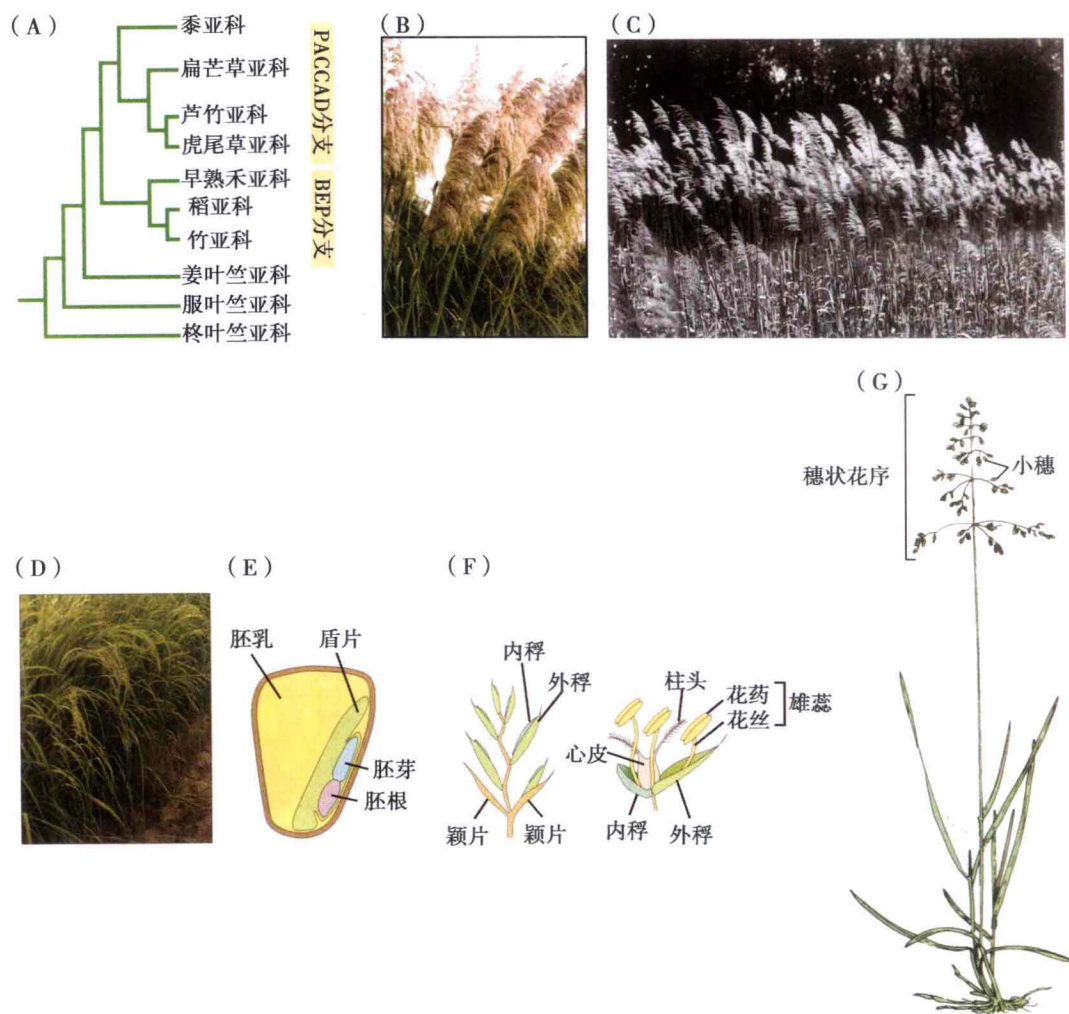 (A)
黍亚科
扁芒草亚科
芦竹亚科
虎尾草亚科
早熟禾亚科
稻亚科
竹亚科
姜叶竺亚科
服叶竺亚科
柊叶竺亚科
PACCAD分支
BEP分支
(B)
(C)
(D)
(E)
胚乳
盾片
胚芽
胚根
(F)
内稃
外稃
颖片
颖片
柱头
花药
花丝
雄蕊
心皮
内稃
外稃
(G)
穗状花序
小穗